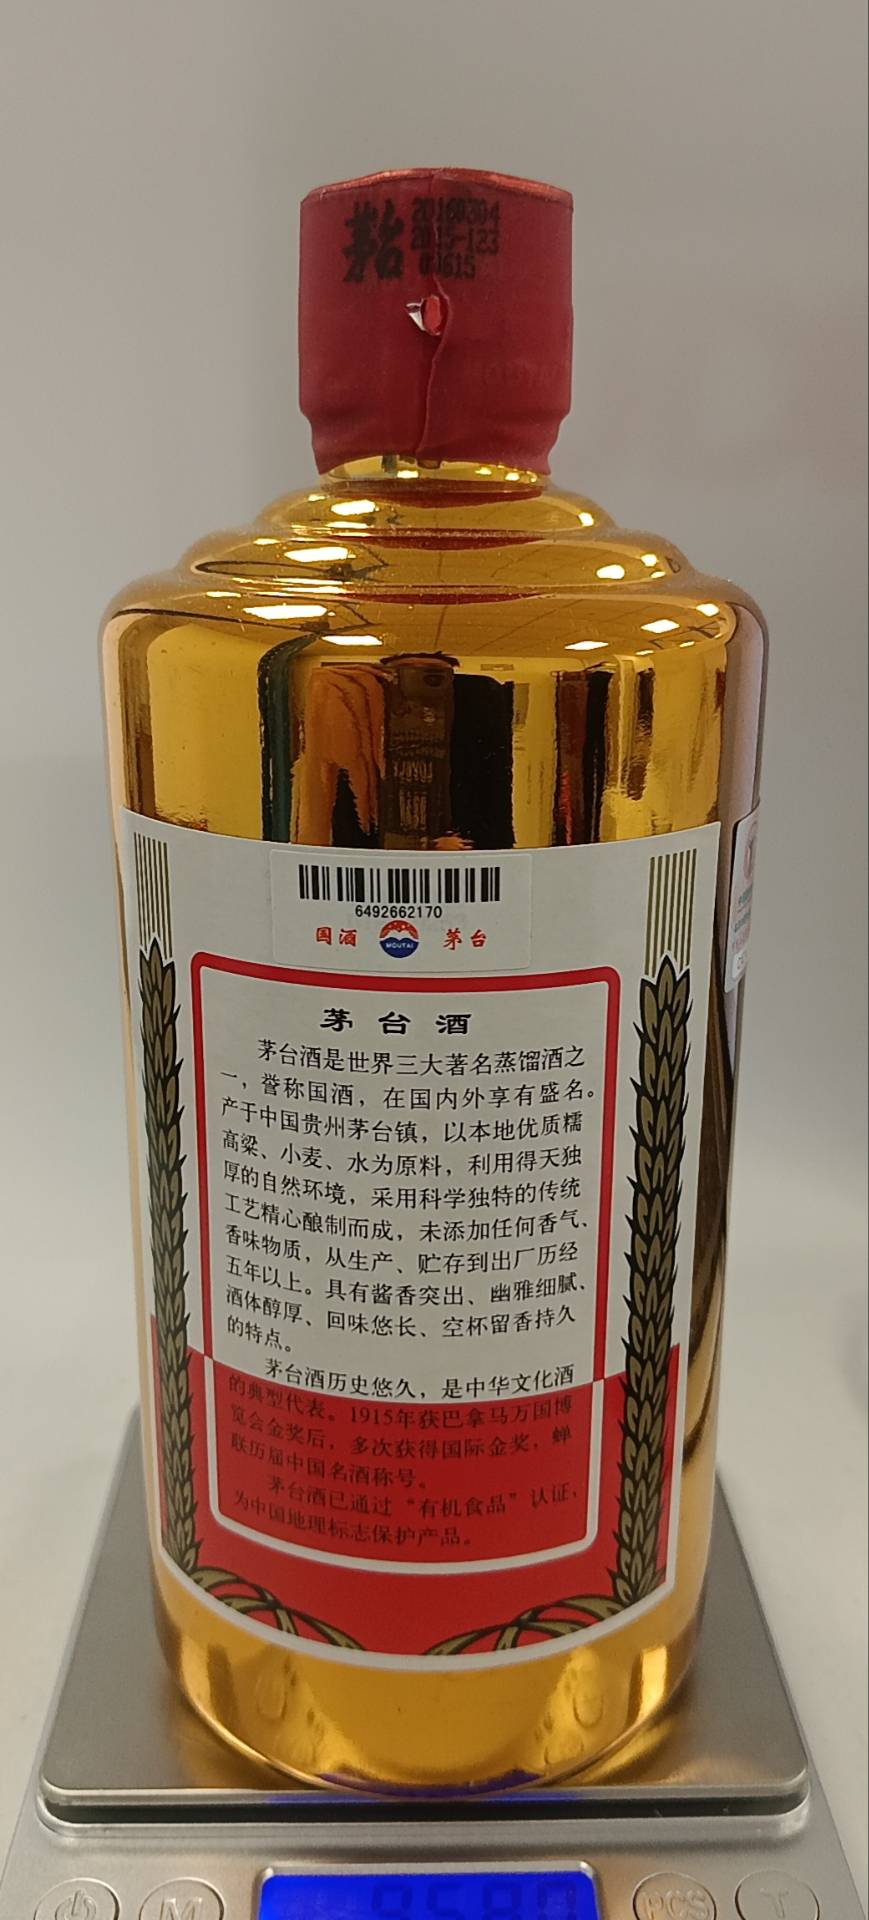 茅台
20160304
2015-123
03615
6492662170
国酒 MOUTAI 茅台
茅台酒
茅台酒是世界三大著名蒸馏酒之
一，誉称国酒，在国内外享有盛名。
产于中国贵州茅台镇，以本地优质糯
高粱、小麦、水为原料，利用得天独
厚的自然环境，采用科学独特的传统
工艺精心酿制而成，未添加任何香气、
香味物质，从生产、贮存到出厂历经
五年以上。具有酱香突出、幽雅细腻、
酒体醇厚、回味悠长、空杯留香持久
的特点。
茅台酒历史悠久，是中华文化酒
的典型代表。1915年获巴拿马万国博
览会金奖后，多次获得国际金奖，蝉
联历届中国名酒称号。
茅台酒已通过“有机食品”认证，
为中国地理标志保护产品。
M
PCS
T